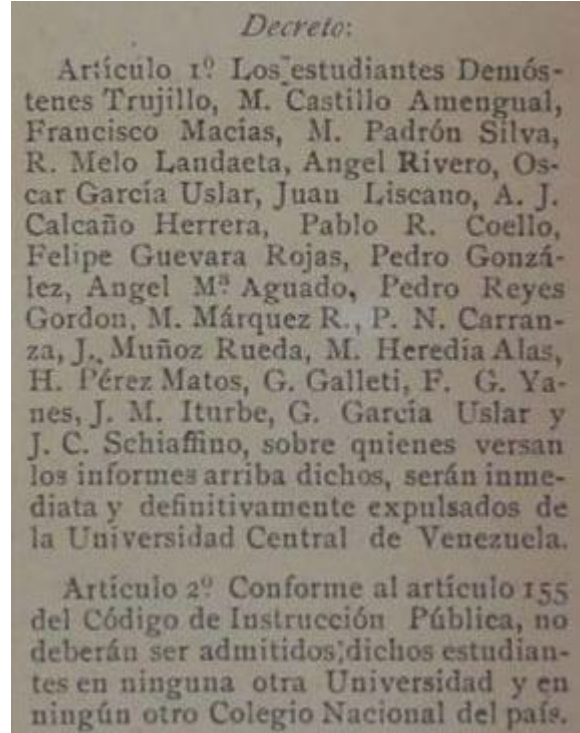 Decreto:
Artículo 1º Los estudiantes Demós-
tenes Trujillo, M. Castillo Amengual,
Francisco Macías, M. Padrón Silva,
R. Melo Landaeta, Angel Rivero, Os-
car García Uslar, Juan Liscano, A. J.
Calcaño Herrera, Pablo R. Coello,
Felipe Guevara Rojas, Pedro Gonzá-
lez, Angel Mª Aguado, Pedro Reyes
Gordon, M. Márquez R., P. N. Carran-
za, J. Muñoz Rueda, M. Heredia Alas,
H. Pérez Matos, G. Galleti, F. G. Ya-
nes, J. M. Iturbe, G. García Uslar y
J. C. Schiaffino, sobre qnienes versan
los informes arriba dichos, serán inme-
diata y definitivamente expulsados de
la Universidad Central de Venezuela.
Artículo 2º Conforme al artículo 155
del Código de Instrucción Pública, no
deberán ser admitidos dichos estudian-
tes en ninguna otra Universidad y en
ningún otro Colegio Nacional del país.